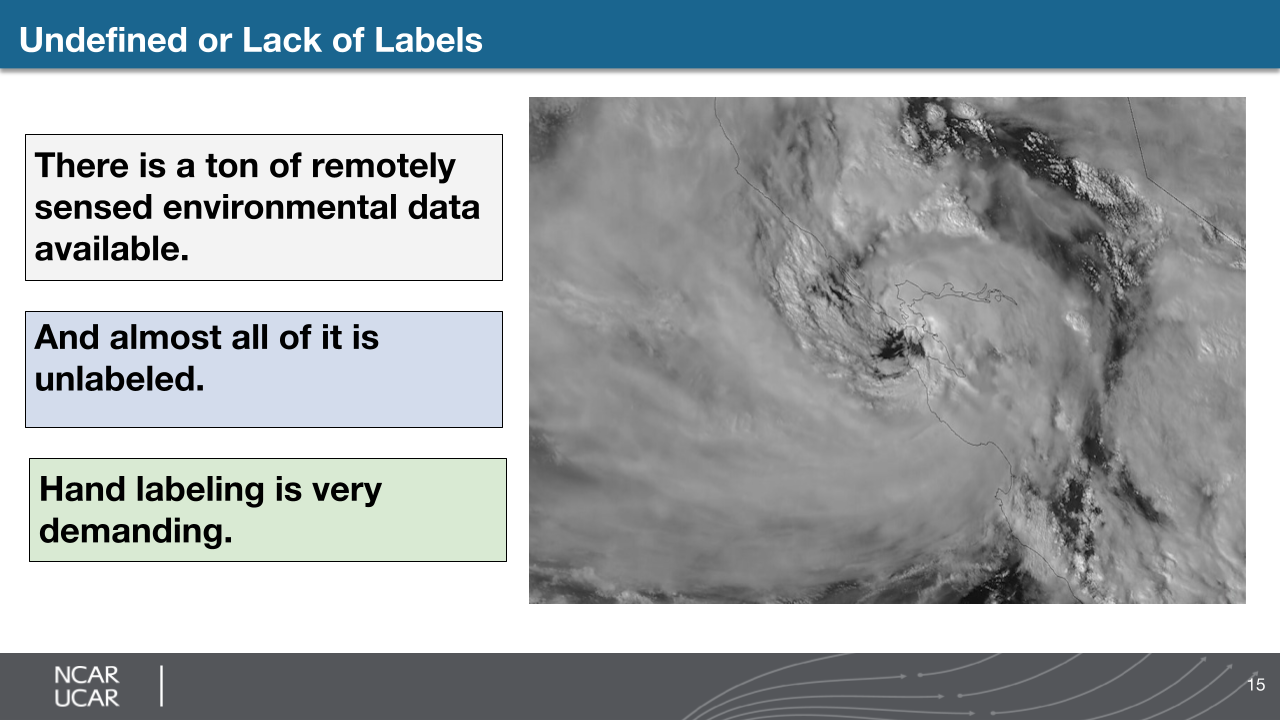 Undefined or Lack of Labels
There is a ton of remotely
sensed environmental data
available.
And almost all of it is
unlabeled.
Hand labeling is very
demanding.
NCAR
UCAR
15